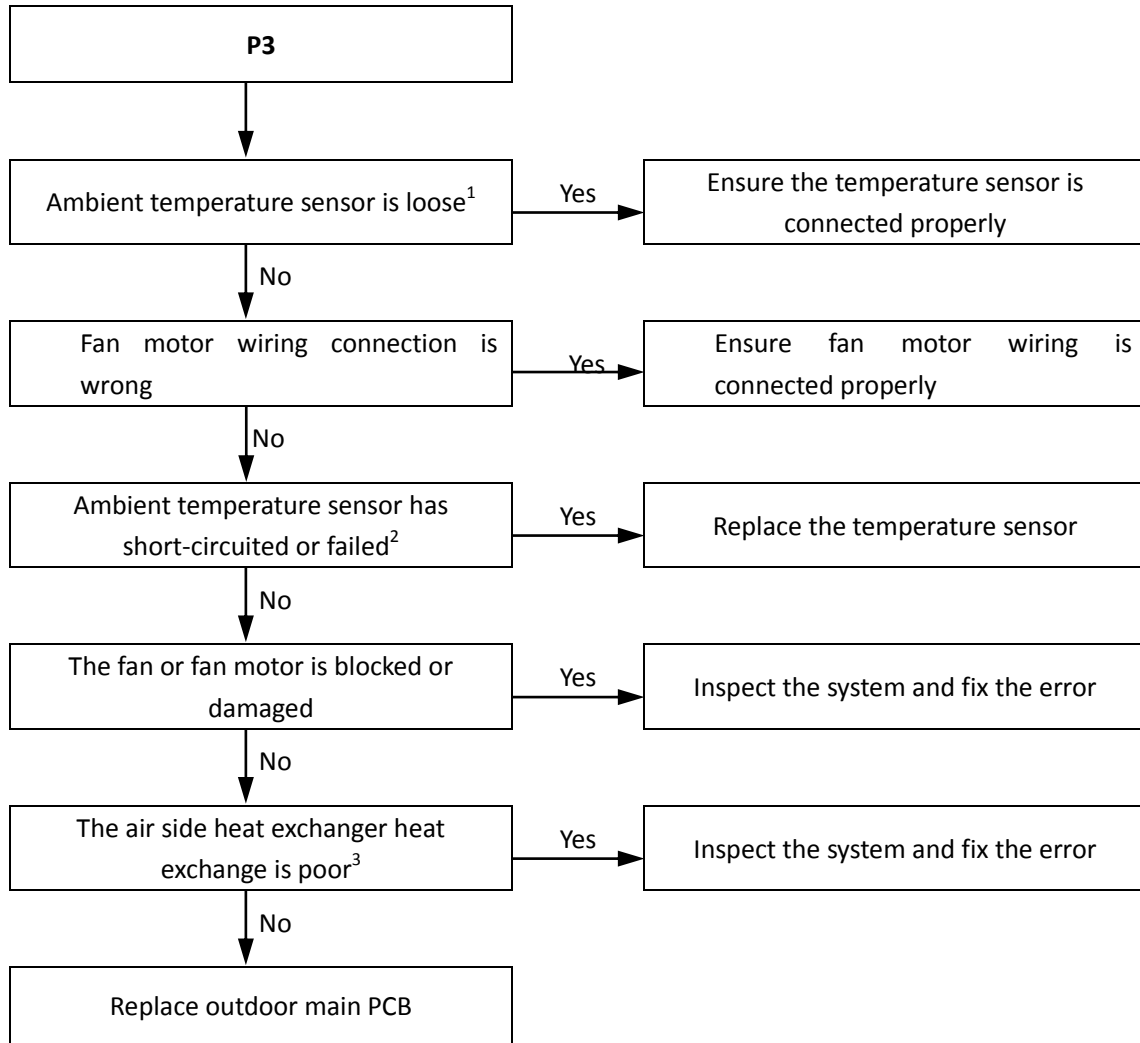 P3
Ambient temperature sensor is loose1
Yes
Ensure the temperature sensor is
connected properly
No
Fan motor wiring connection is
wrong
Yes
Ensure fan motor wiring is
connected properly
No
Ambient temperature sensor has
short-circuited or failed2
Yes
Replace the temperature sensor
No
The fan or fan motor is blocked or
damaged
Yes
Inspect the system and fix the error
No
The air side heat exchanger heat
exchange is poor3
Yes
Inspect the system and fix the error
No
Replace outdoor main PCB